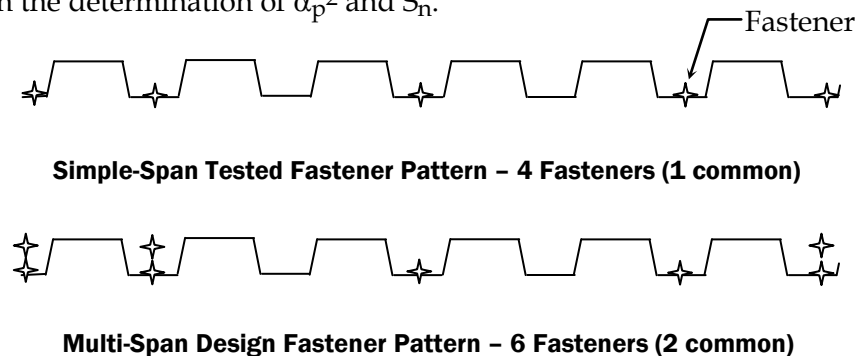 n the determination of αp² and Sn.
Fastener
Simple-Span Tested Fastener Pattern – 4 Fasteners (1 common)
Multi-Span Design Fastener Pattern – 6 Fasteners (2 common)